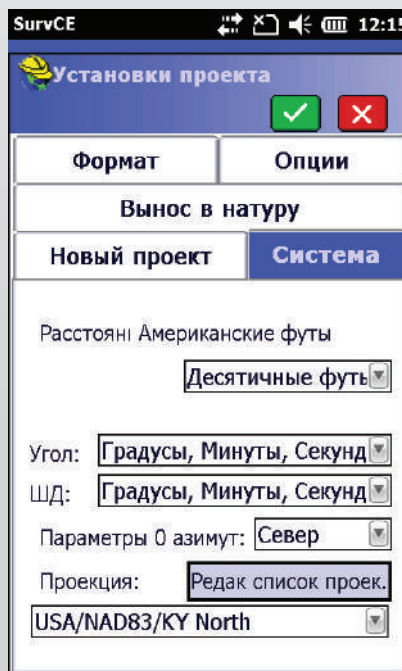 SurvCE 12:15
Установки проекта
Формат Опции
Вынос в натуру
Новый проект Система
Расстоянı Американские футы
Десятичные футы
Угол: Градусы, Минуты, Секунд
ШД: Градусы, Минуты, Секунд
Параметры 0 азимут: Север
Проекция: Редак список проек.
USA/NAD83/KY North